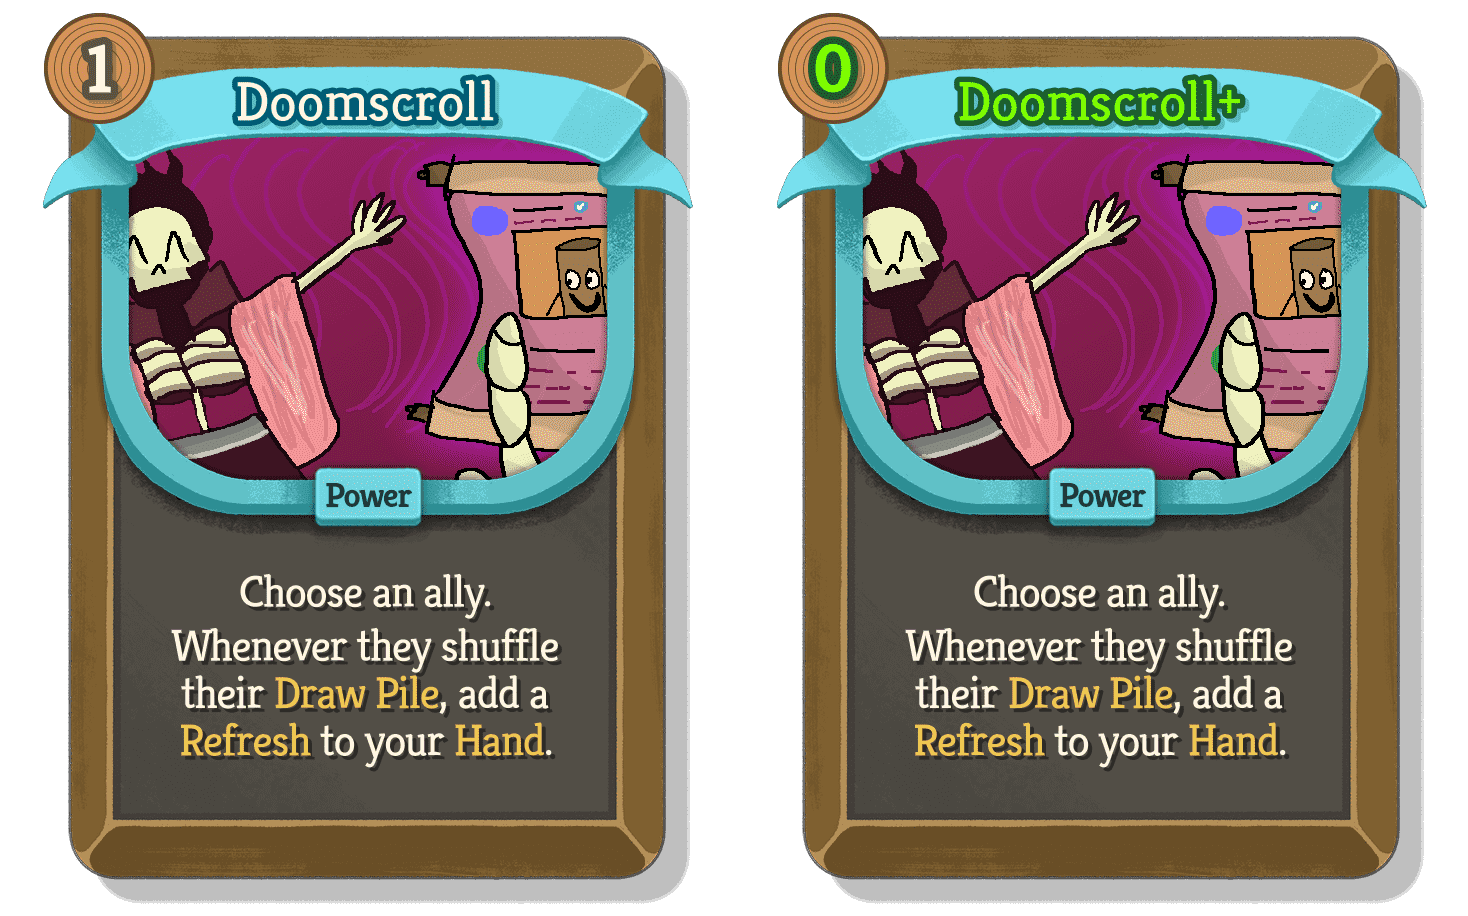 1
Doomscroll
Power
Choose an ally.
Whenever they shuffle
their Draw Pile, add a
Refresh to your Hand.
0
Doomscroll+
Power
Choose an ally.
Whenever they shuffle
their Draw Pile, add a
Refresh to your Hand.